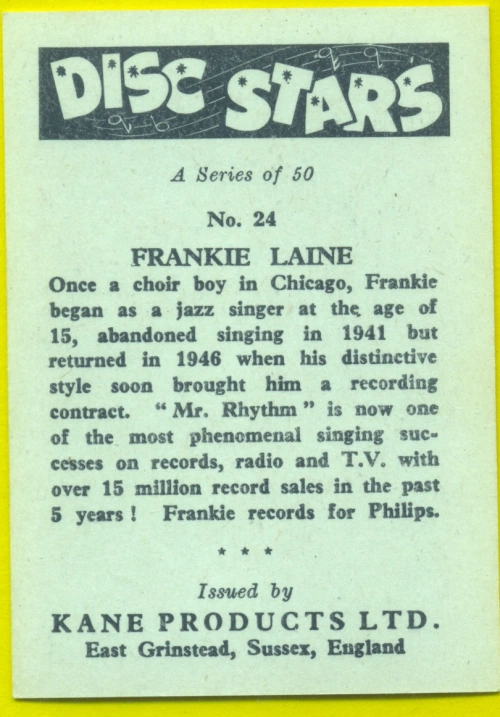 DISC STARS
A Series of 50
No. 24
FRANKIE LAINE
Once a choir boy in Chicago, Frankie
began as a jazz singer at the age of
15, abandoned singing in 1941 but
returned in 1946 when his distinctive
style soon brought him a recording
contract. "Mr. Rhythm" is now one
of the most phenomenal singing suc-
cesses on records, radio and T.V. with
over 15 million record sales in the past
5 years! Frankie records for Philips.
* * *
Issued by
KANE PRODUCTS LTD.
East Grinstead, Sussex, England